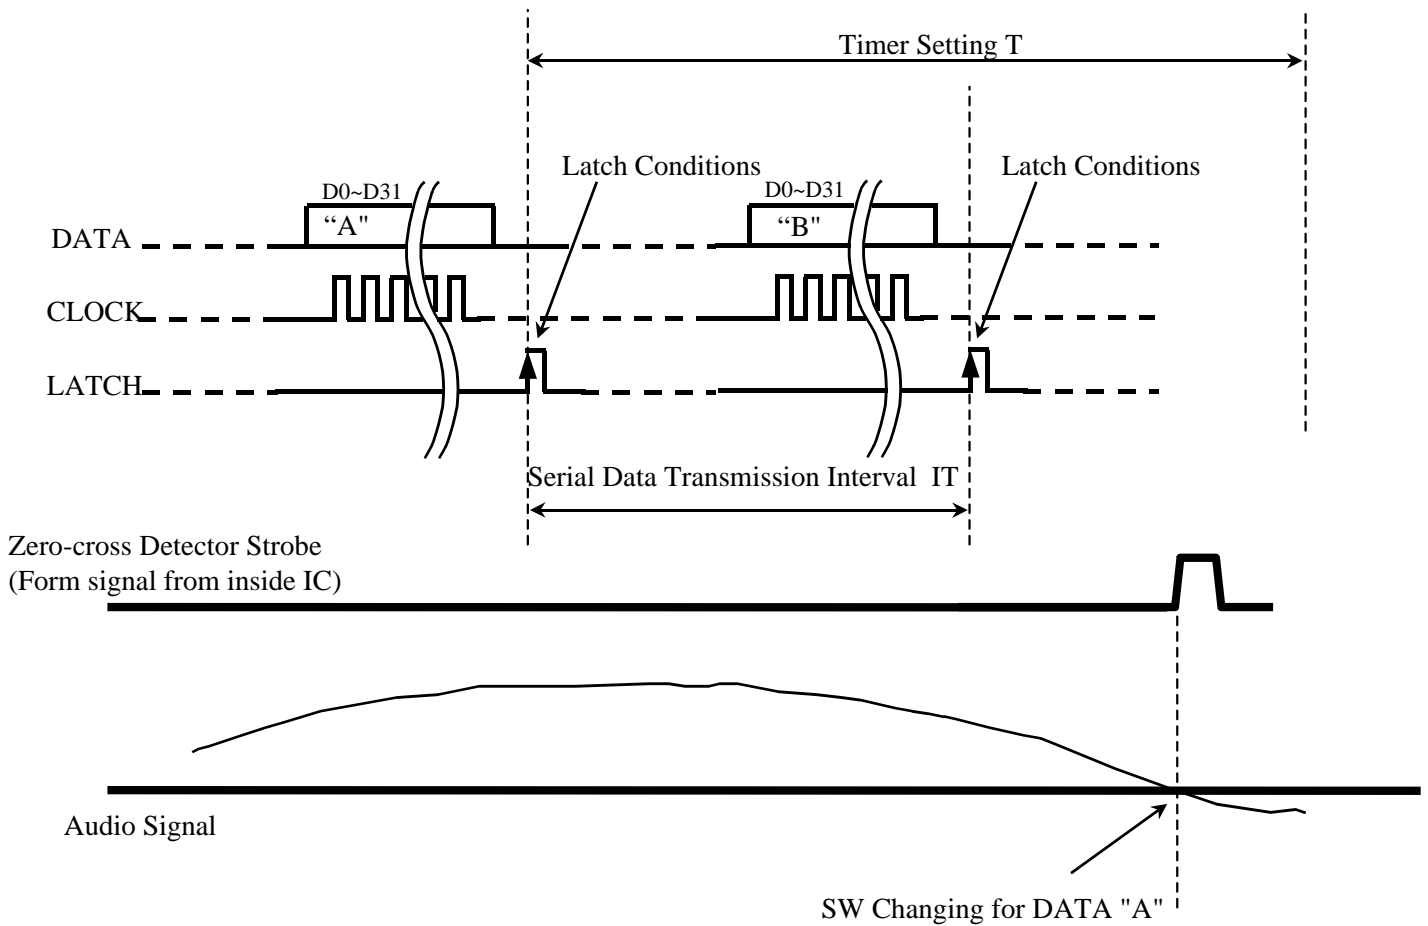 Timer Setting T
Latch Conditions
Latch Conditions
D0~D31
D0~D31
“A"
“B"
DATA
CLOCK
LATCH
Serial Data Transmission Interval IT
Zero-cross Detector Strobe
(Form signal from inside IC)
Audio Signal
SW Changing for DATA "A"